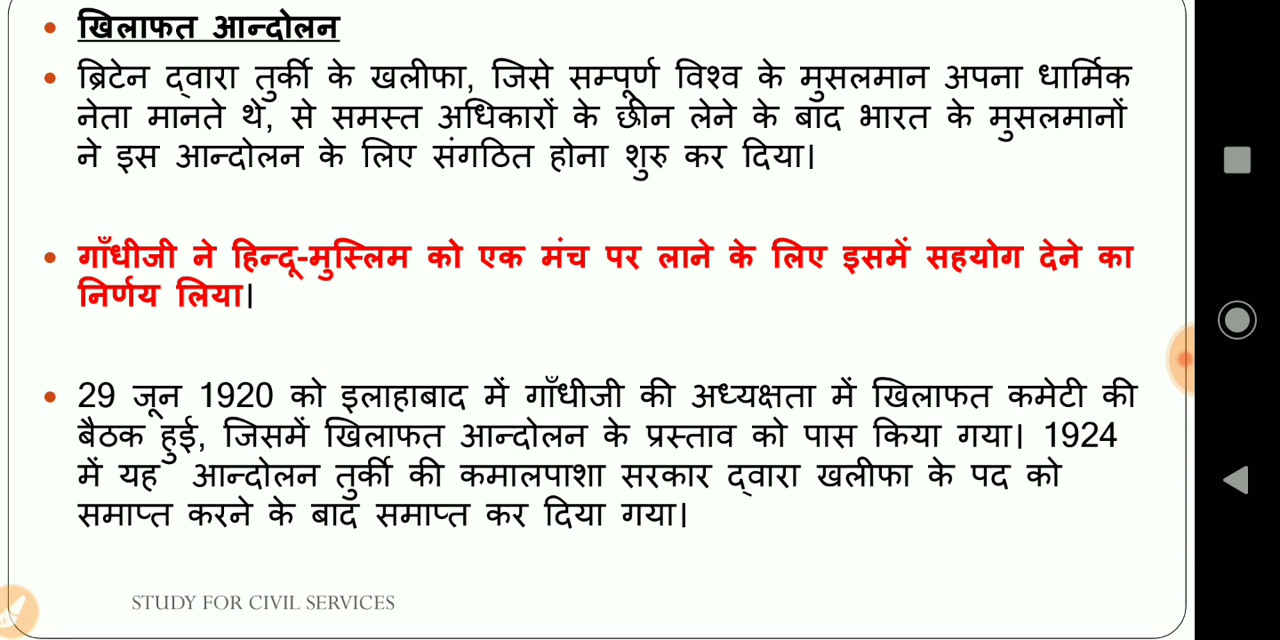 खिलाफत आन्दोलन
ब्रिटेन द्वारा तुर्की के खलीफा, जिसे सम्पूर्ण विश्व के मुसलमान अपना धार्मिक
नेता मानते थे, से समस्त अधिकारों के छीन लेने के बाद भारत के मुसलमानों
ने इस आन्दोलन के लिए संगठित होना शुरु कर दिया।
गाँधीजी ने हिन्दू-मुस्लिम को एक मंच पर लाने के लिए इसमें सहयोग देने का
निर्णय लिया।
29 जून 1920 को इलाहाबाद में गाँधीजी की अध्यक्षता में खिलाफत कमेटी की
बैठक हुई, जिसमें खिलाफत आन्दोलन के प्रस्ताव को पास किया गया। 1924
में यह आन्दोलन तुर्की की कमालपाशा सरकार द्वारा खलीफा के पद को
समाप्त करने के बाद समाप्त कर दिया गया।
STUDY FOR CIVIL SERVICES